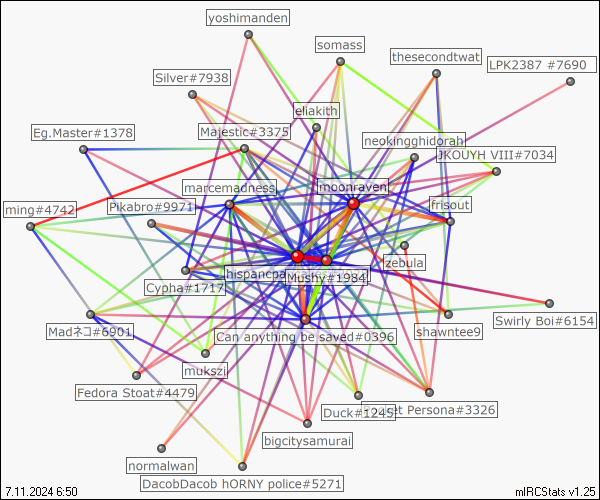 yoshimanden
somass
thesecondtwat
LPK2387 #7690
Silver#7938
eliakith
Eg.Master#1378
Majestic#3375
neokingghidorah
JKOUYH VIII#7034
marcemadness
moonraven
ming#4742
Pikabro#9971
frisout
zebula
hispancpa
Mushy#1984
Cypha#1717
Swirly Boi#6154
Madネコ#6901
Can anything be saved#0396
shawntee9
mukszi
Fedora Stoat#4479
Duck#1245
et Persona#3326
bigcitysamurai
normalwan
DacobDacob hORNY police#5271
7.11.2024 6:50
mIRCStats v1.25